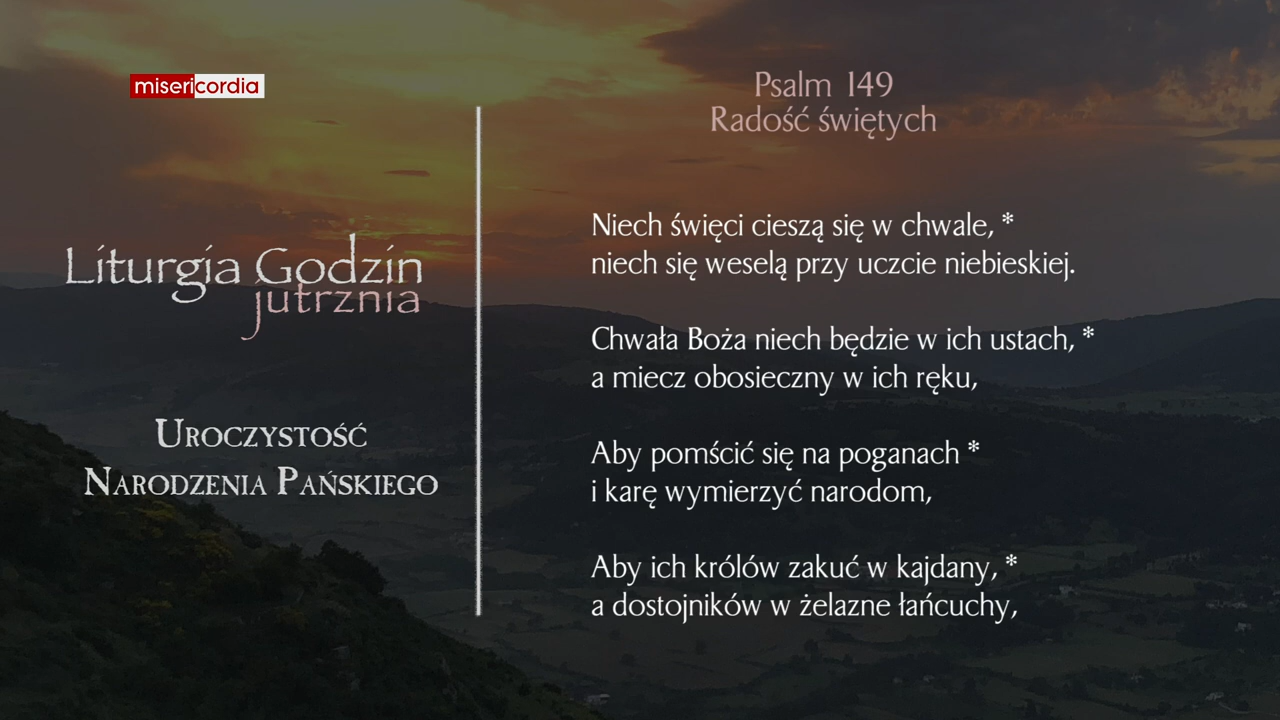 misericordia
Liturgia Godzin
jutrznia
Uroczystość
Narodzenia Pańskiego
Psalm 149
Radość świętych
Niech święci cieszą się w chwale, *
niech się weselą przy uczcie niebieskiej.
Chwała Boża niech będzie w ich ustach, *
a miecz obosieczny w ich ręku,
Aby pomścić się na poganach *
i karę wymierzyć narodom,
Aby ich królów zakuć w kajdany, *
a dostojników w żelazne łańcuchy,